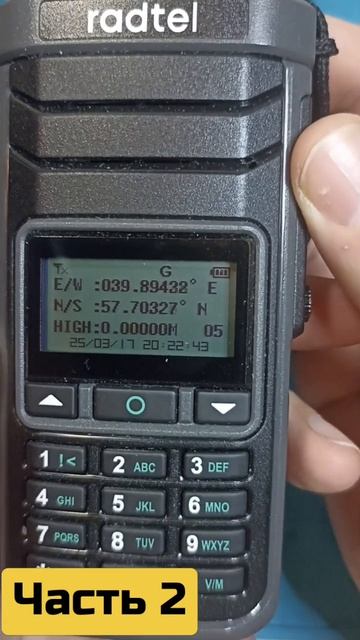 radtel
Tx G
E/W :039.89432° E
N/S :57.70327° N
HIGH:0.00000M 05
25/03/17 20:22:43
1 !< 2 ABC 3 DEF
4 GHI 5 JKL 6 MNO
7 PQRS 8 TUV 9 WXYZ
V/M
Часть 2